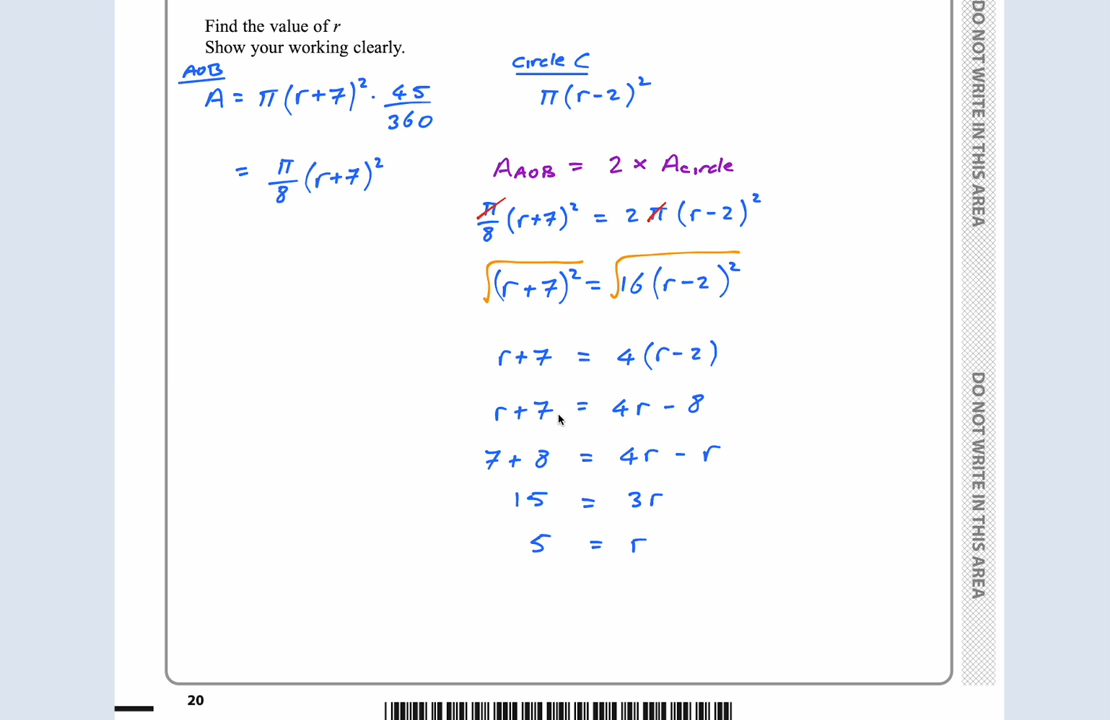 Find the value of r
Show your working clearly.
AOB
A = π(r+7)² · 45/360
= π/8 (r+7)²
Circle C
π(r-2)²
A_AOB = 2 × A_circle
π/8 (r+7)² = 2π(r-2)²
√(r+7)² = √16(r-2)²
r+7 = 4(r-2)
r+7 = 4r - 8
7+8 = 4r - r
15 = 3r
5 = r
20
DO NOT WRITE IN THIS AREA
DO NOT WRITE IN THIS AREA